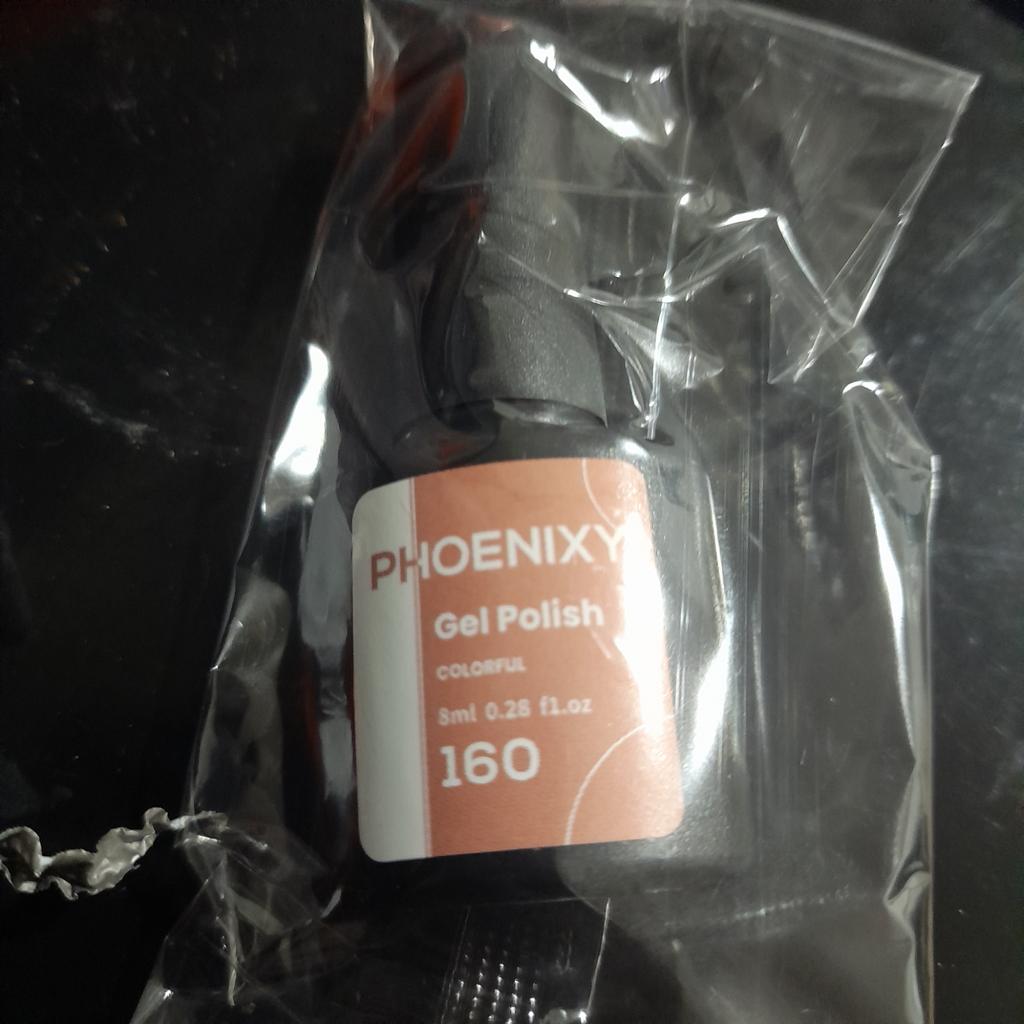 PHOENIXY
Gel Polish
COLORFUL
8ml 0.28 fl.oz
160